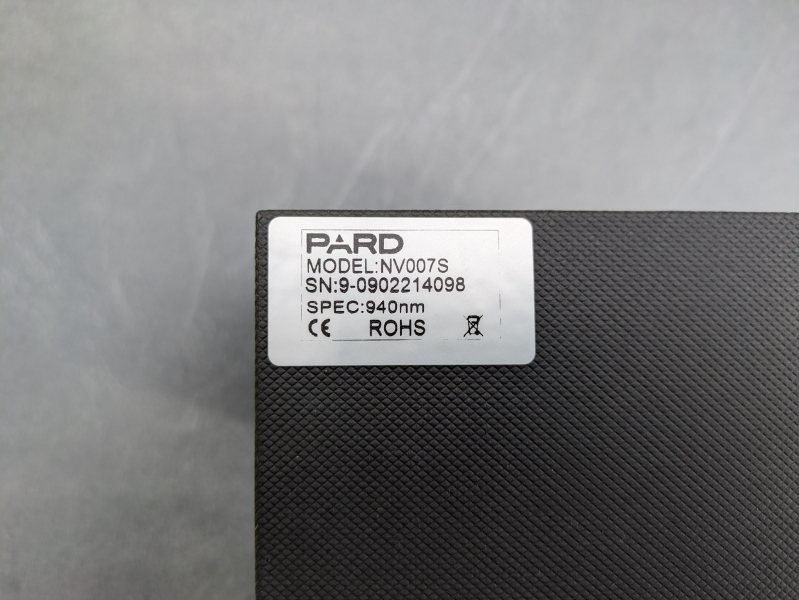 PARD
MODEL:NV007S
SN:9-0902214098
SPEC:940nm
CE ROHS